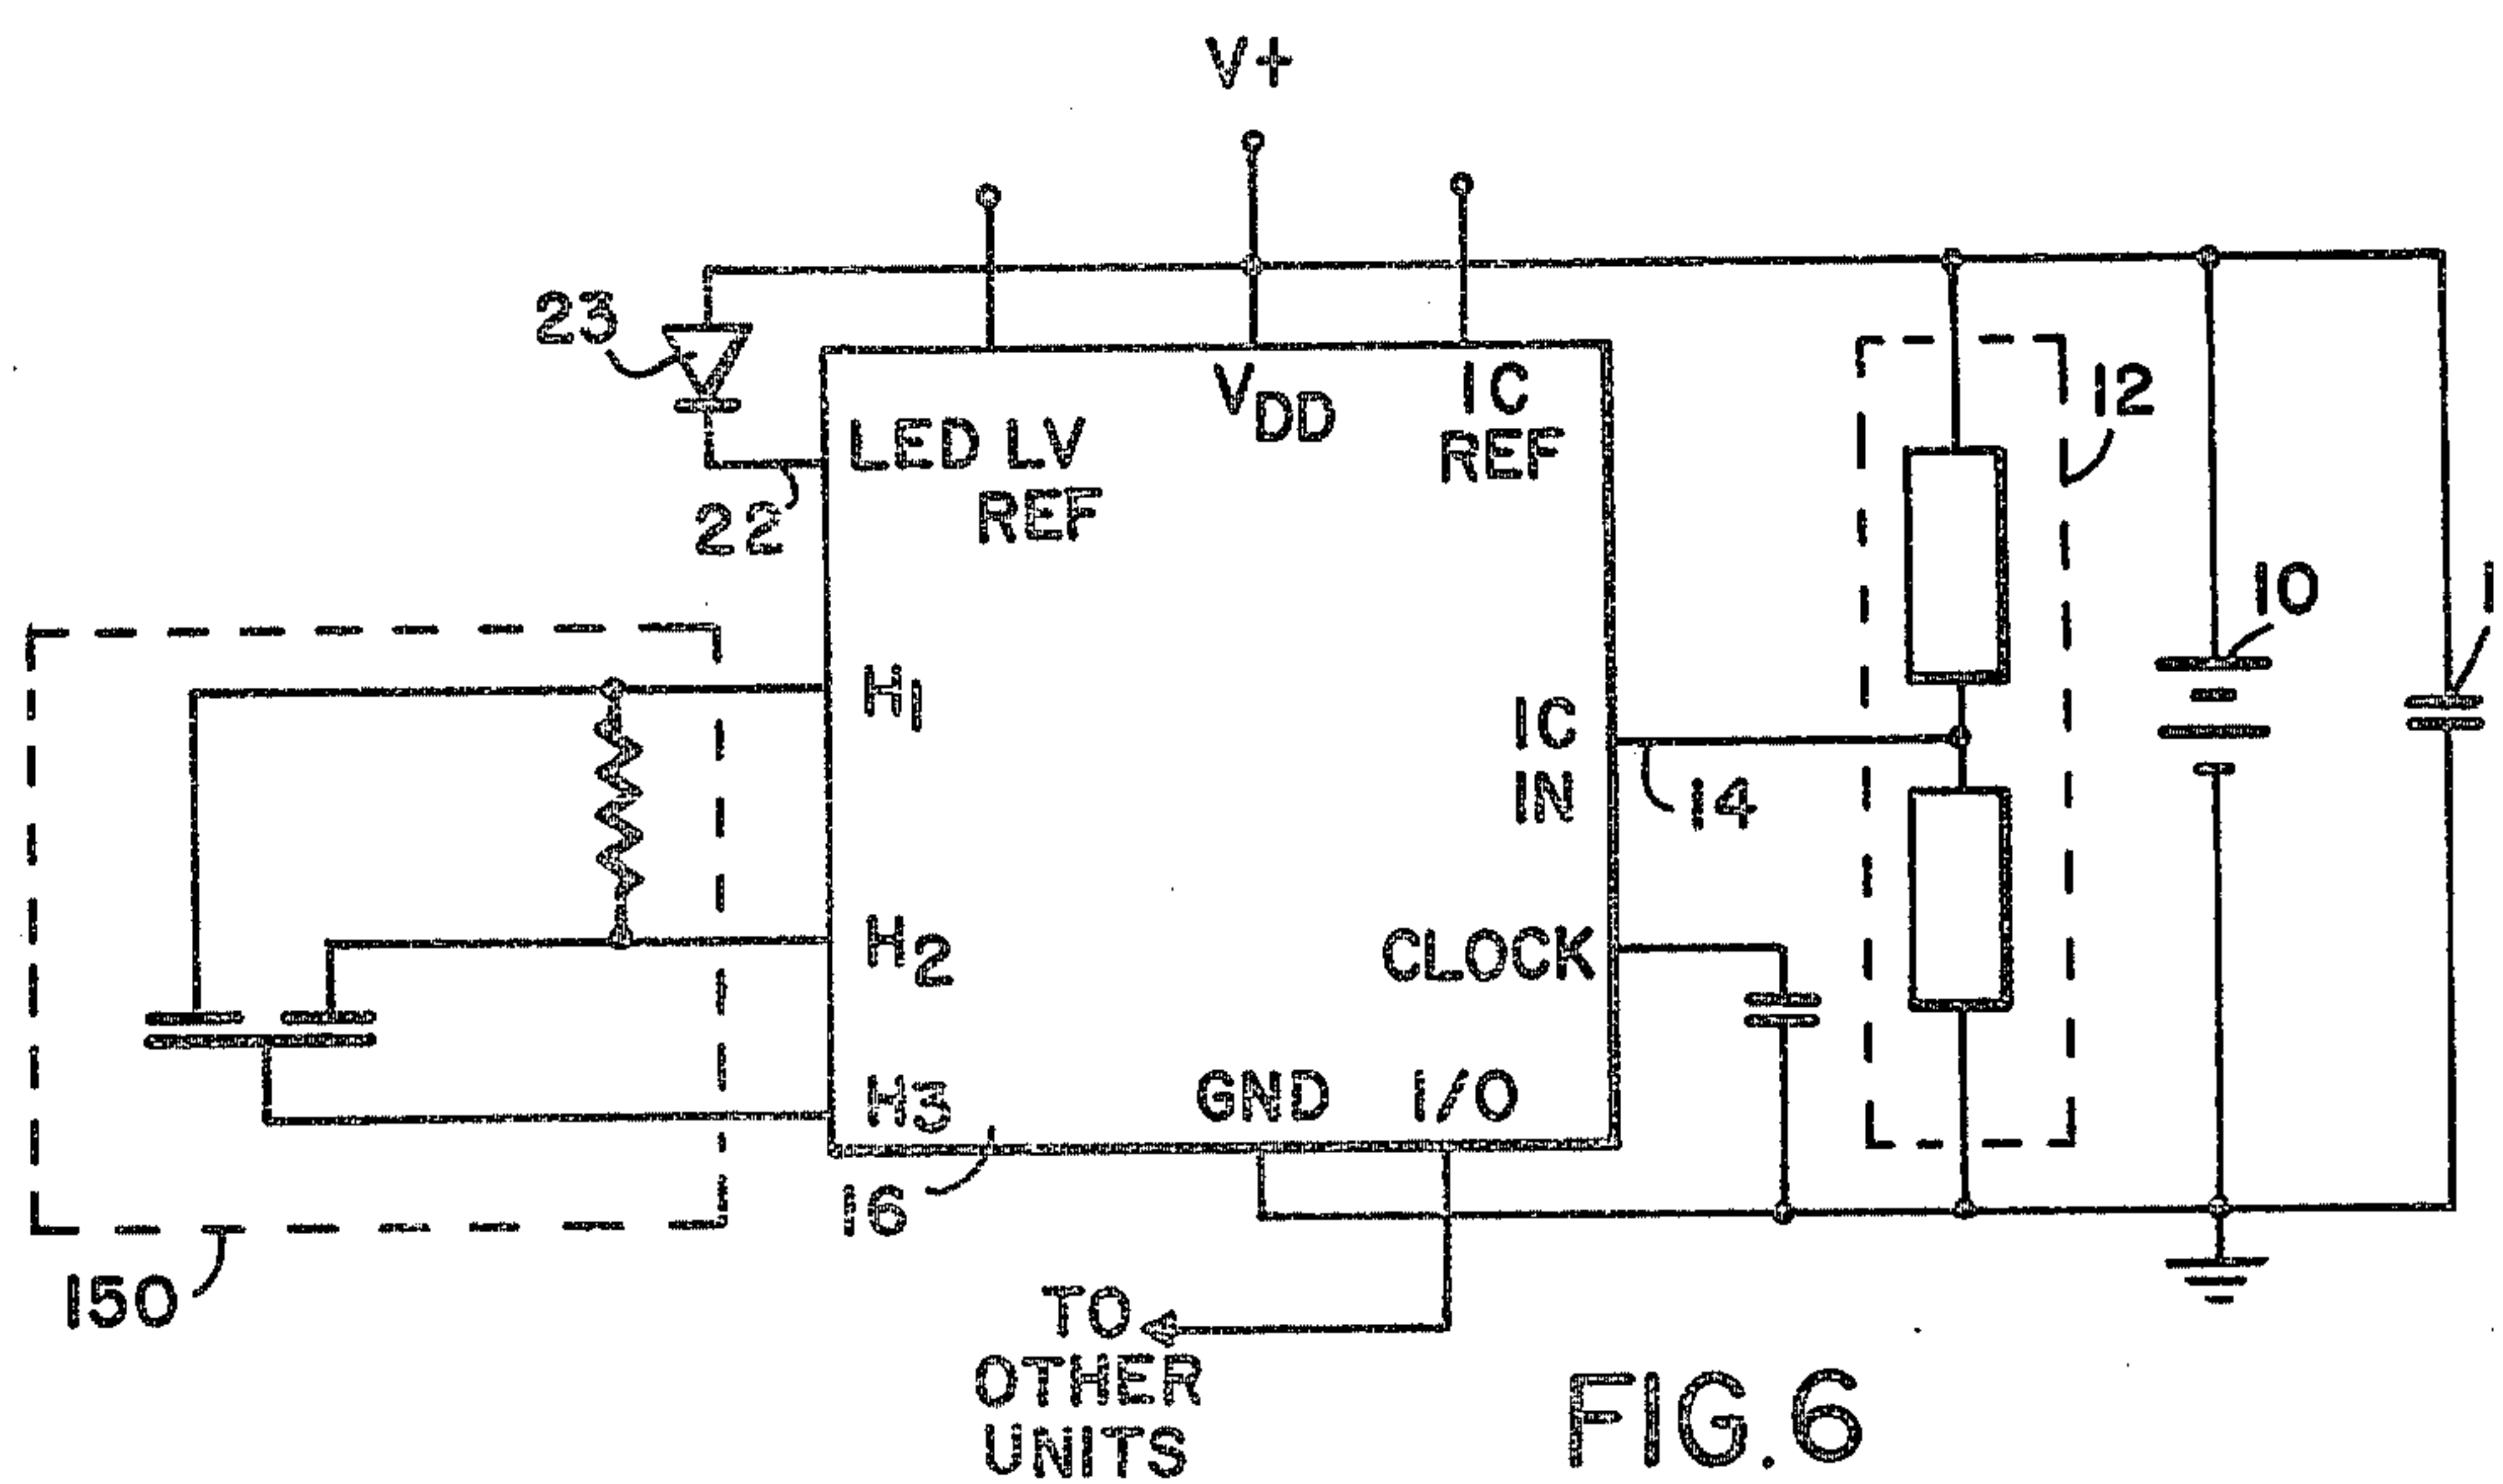 V+
23
12
VDD
IC
REF
LED LV
REF
22
10
1
H1
IC
IN
14
H2
CLOCK
H3
GND
I/O
16
150
TO
OTHER
UNITS
FIG.6